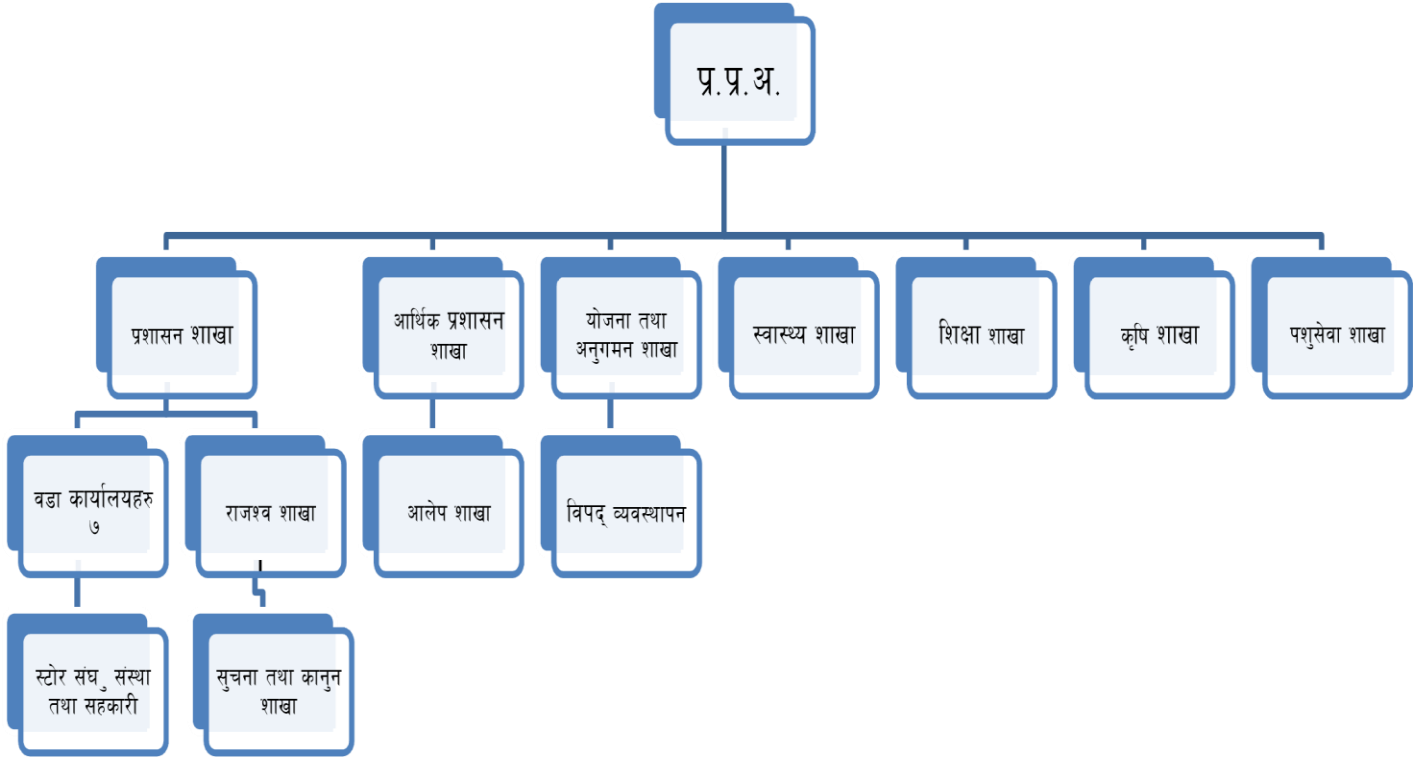 प्र.प्र.अ.
प्रशासन शाखा
आर्थिक प्रशासन
शाखा
योजना तथा
अनुगमन शाखा
स्वास्थ्य शाखा
शिक्षा शाखा
कृषि शाखा
पशुसेवा शाखा
वडा कार्यालयहरु
७
राजश्व शाखा
आलेप शाखा
विपद् व्यवस्थापन
स्टोर संघ ु संस्था
तथा सहकारी
सुचना तथा कानुन
शाखा